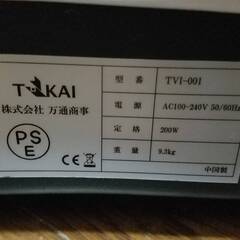 TOKAI
株式会社 万通商事
PS
E
CE
型番 TVI-001
電源 AC100-240V 50/60Hz
定格 200W
重量 9.3kg
中国製